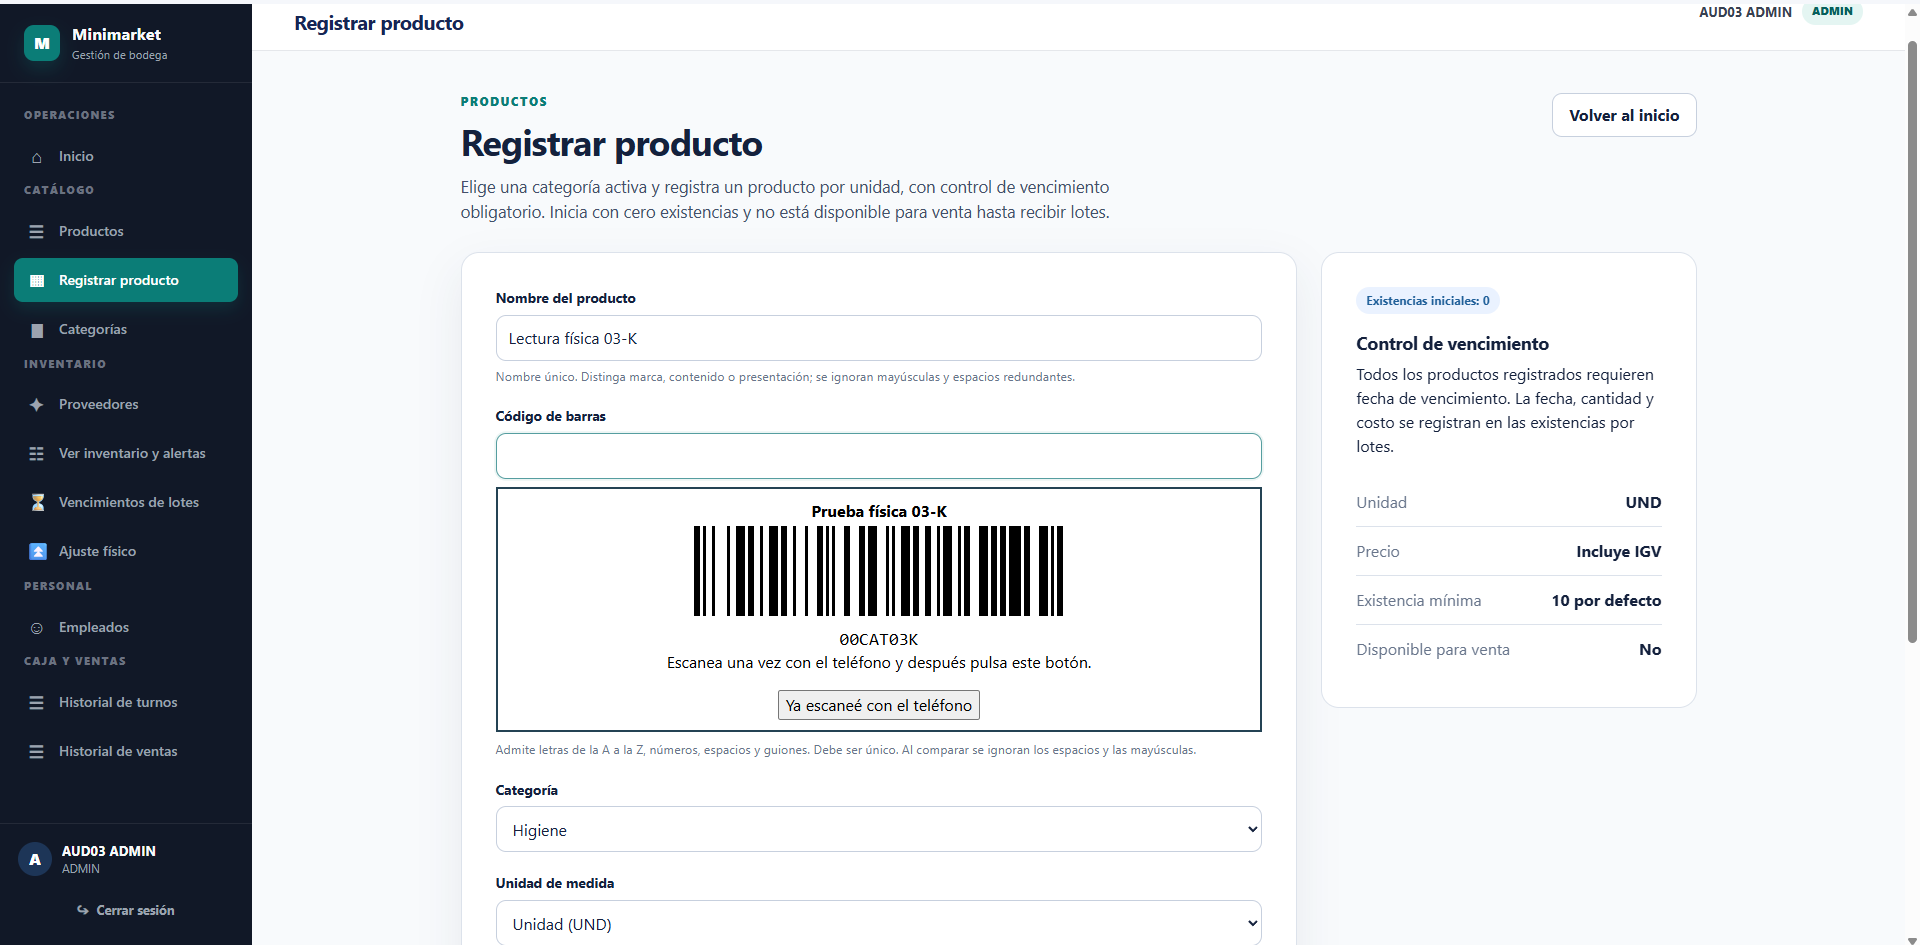 M
Minimarket
Gestión de bodega
OPERACIONES
Inicio
CATÁLOGO
Productos
Registrar producto
Categorías
INVENTARIO
Proveedores
Ver inventario y alertas
Vencimientos de lotes
Ajuste físico
PERSONAL
Empleados
CAJA Y VENTAS
Historial de turnos
Historial de ventas
A
AUD03 ADMIN
ADMIN
Cerrar sesión
Registrar producto
AUD03 ADMIN
ADMIN
PRODUCTOS
Registrar producto
Elige una categoría activa y registra un producto por unidad, con control de vencimiento
obligatorio. Inicia con cero existencias y no está disponible para venta hasta recibir lotes.
Volver al inicio
Nombre del producto
Lectura física 03-K
Nombre único. Distinga marca, contenido o presentación; se ignoran mayúsculas y espacios redundantes.
Código de barras
Prueba física 03-K
00CAT03K
Escanea una vez con el teléfono y después pulsa este botón.
Ya escaneé con el teléfono
Admite letras de la A a la Z, números, espacios y guiones. Debe ser único. Al comparar se ignoran los espacios y las mayúsculas.
Categoría
Higiene
Unidad de medida
Unidad (UND)
Existencias iniciales: 0
Control de vencimiento
Todos los productos registrados requieren
fecha de vencimiento. La fecha, cantidad y
costo se registran en las existencias por
lotes.
Unidad UND
Precio Incluye IGV
Existencia mínima 10 por defecto
Disponible para venta No